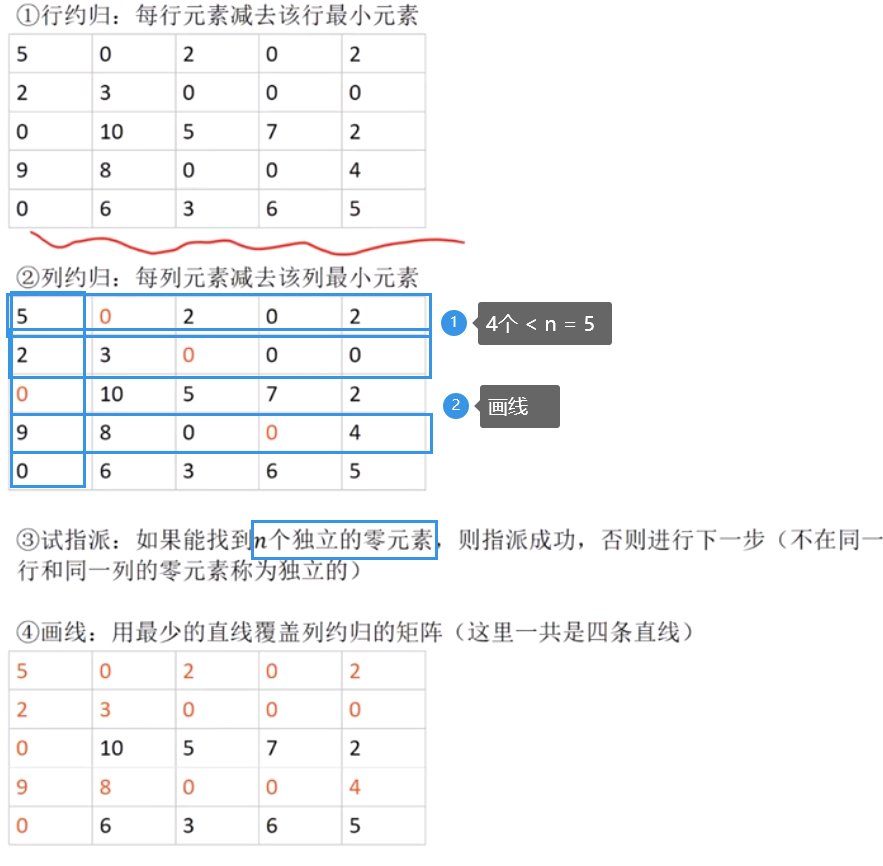 ①行约归：每行元素减去该行最小元素
5 0 2 0 2
2 3 0 0 0
0 10 5 7 2
9 8 0 0 4
0 6 3 6 5
②列约归：每列元素减去该列最小元素
5 0 2 0 2
1 4个 < n = 5
2 3 0 0 0
0 10 5 7 2
2 画线
9 8 0 0 4
0 6 3 6 5
③试指派：如果能找到n个独立的零元素，则指派成功，否则进行下一步（不在同一
行和同一列的零元素称为独立的）
④画线：用最少的直线覆盖列约归的矩阵（这里一共是四条直线）
5 0 2 0 2
2 3 0 0 0
0 10 5 7 2
9 8 0 0 4
0 6 3 6 5